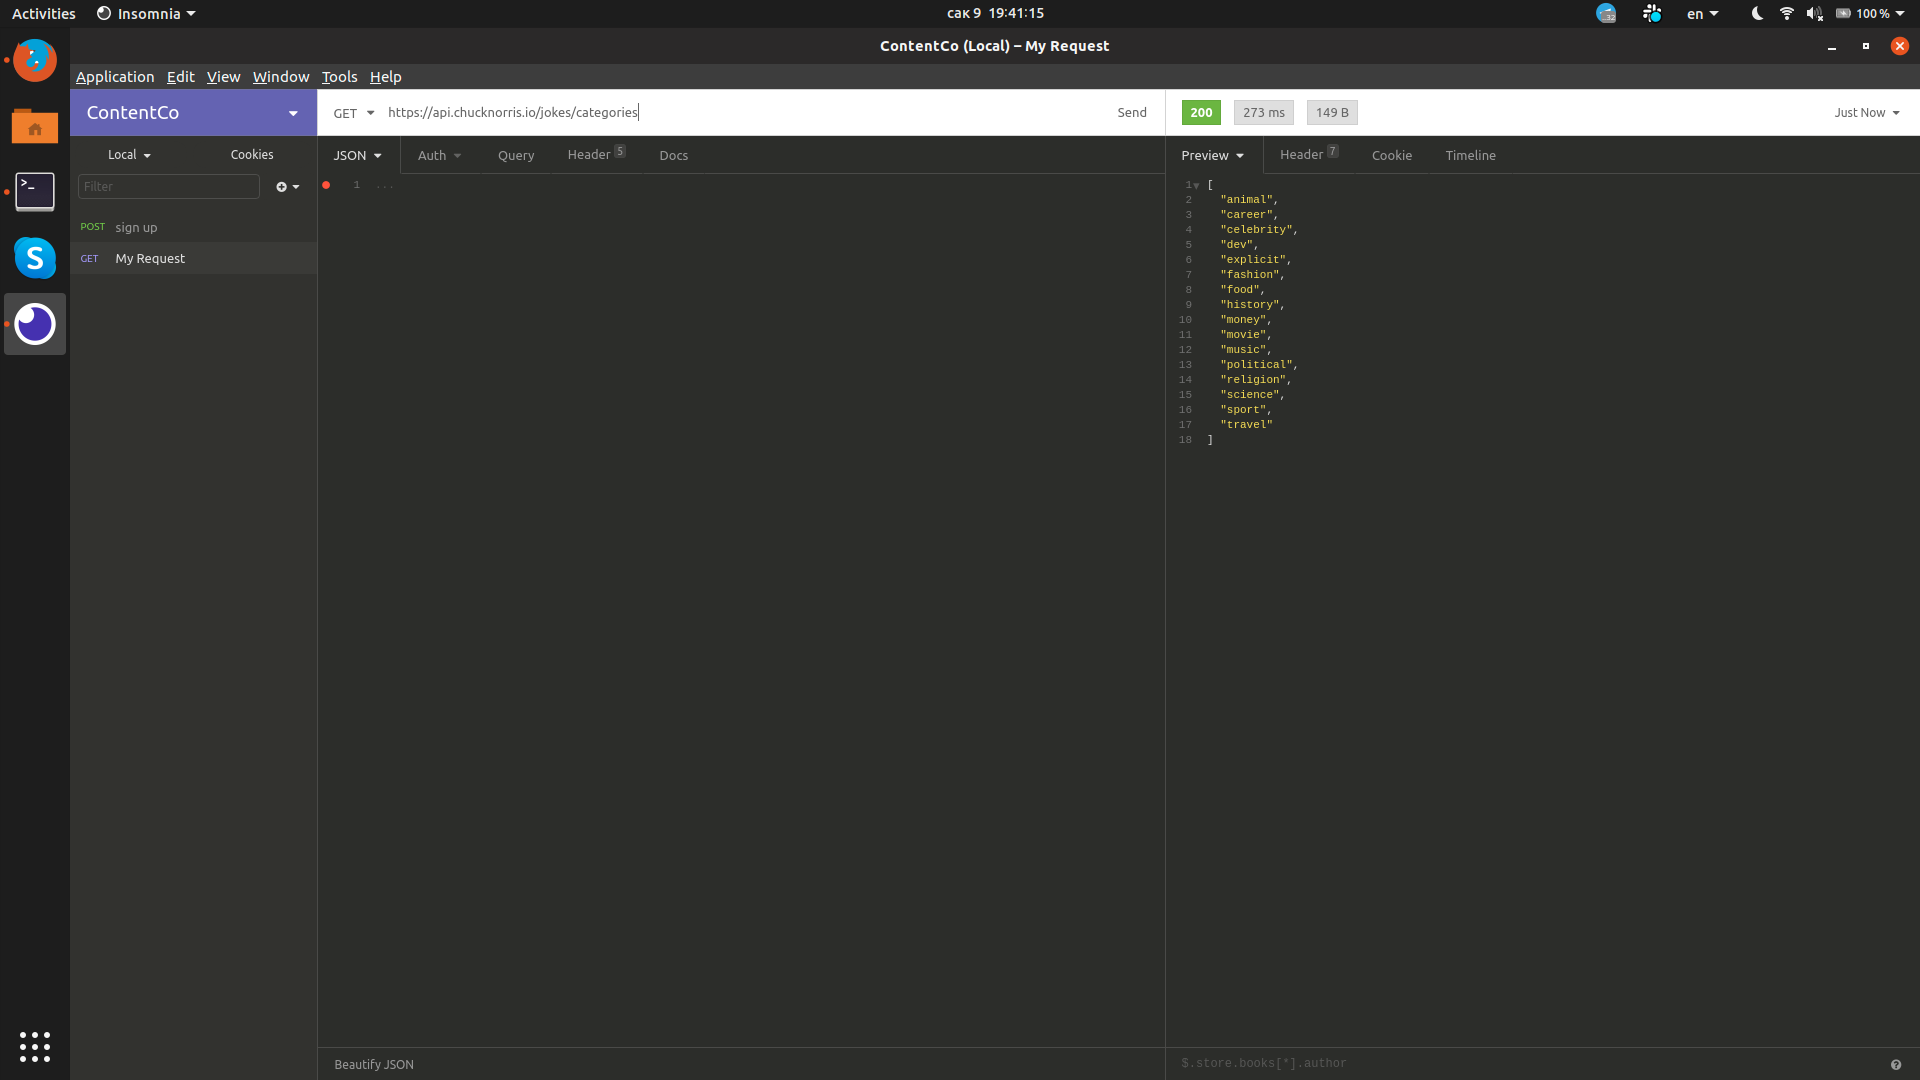 Activities Insomnia сак 9 19:41:15 32 en 100 %
ContentCo (Local) – My Request
Application Edit View Window Tools Help
ContentCo GET https://api.chucknorris.io/jokes/categories Send 200 273 ms 149 B Just Now
Local Cookies JSON Auth Query Header 5 Docs Preview Header 7 Cookie Timeline
Filter
POST sign up
GET My Request
1 ...
1 [
2 "animal",
3 "career",
4 "celebrity",
5 "dev",
6 "explicit",
7 "fashion",
8 "food",
9 "history",
10 "money",
11 "movie",
12 "music",
13 "political",
14 "religion",
15 "science",
16 "sport",
17 "travel"
18 ]
Beautify JSON $.store.books[*].author